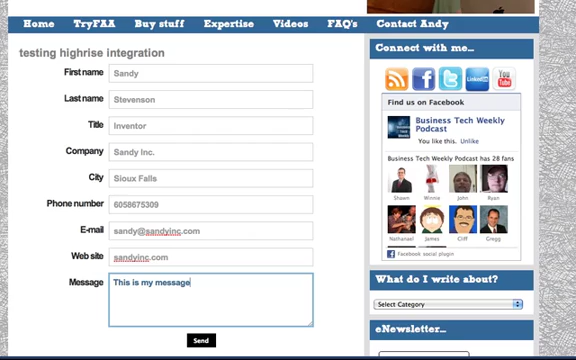 Home TryFAA Buy stuff Expertise Videos FAQ's Contact Andy
testing highrise integration
First name Sandy
Last name Stevenson
Title Inventor
Company Sandy Inc.
City Sioux Falls
Phone number 6058675309
E-mail sandy@sandyinc.com
Web site sandyinc.com
Message This is my message
Send
Connect with me...
LinkedIn
You Tube
Find us on Facebook
Business Tech Weekly
Podcast
You like this. Unlike
Business Tech Weekly Podcast has 28 fans
Shawn Winnie John Ryan
Nathanael James Cliff Gregg
Facebook social plugin
What do I write about?
Select Category
eNewsletter...